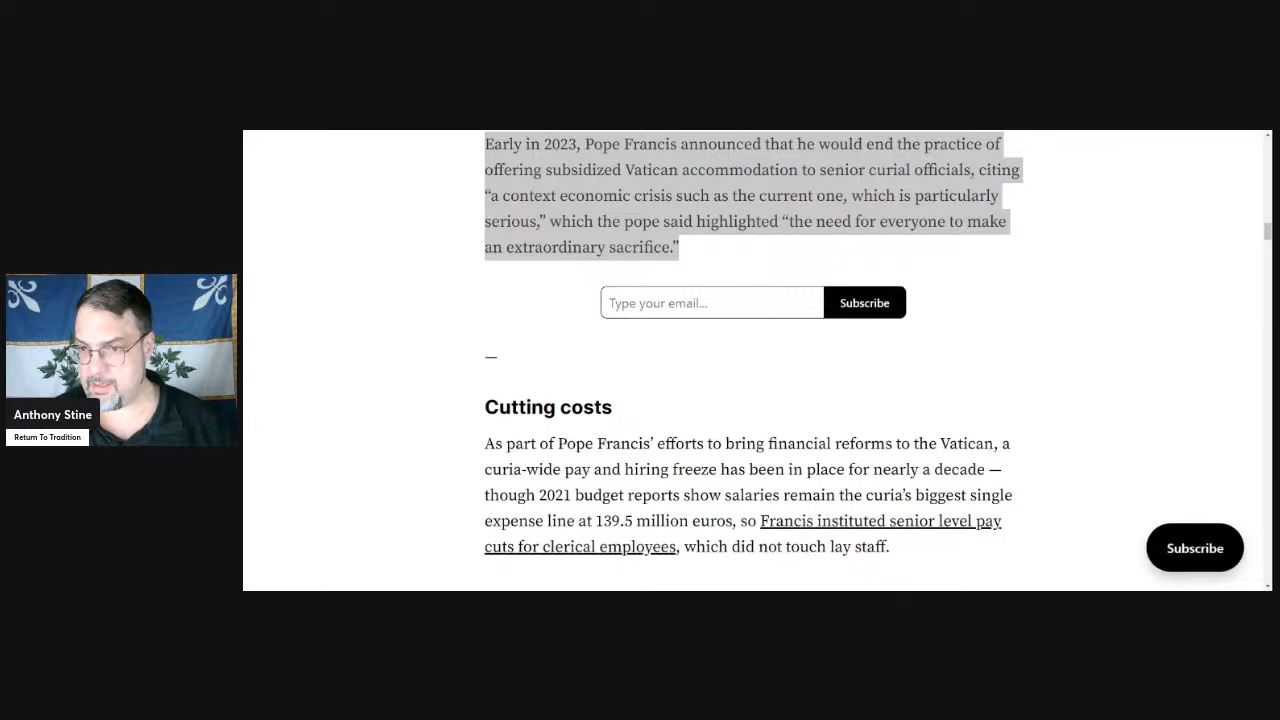 Early in 2023, Pope Francis announced that he would end the practice of
offering subsidized Vatican accommodation to senior curial officials, citing
“a context economic crisis such as the current one, which is particularly
serious,” which the pope said highlighted “the need for everyone to make
an extraordinary sacrifice.”
Type your email...
Subscribe
—
Cutting costs
As part of Pope Francis’ efforts to bring financial reforms to the Vatican, a
curia-wide pay and hiring freeze has been in place for nearly a decade —
though 2021 budget reports show salaries remain the curia’s biggest single
expense line at 139.5 million euros, so Francis instituted senior level pay
cuts for clerical employees, which did not touch lay staff.
Subscribe
Anthony Stine
Return To Tradition